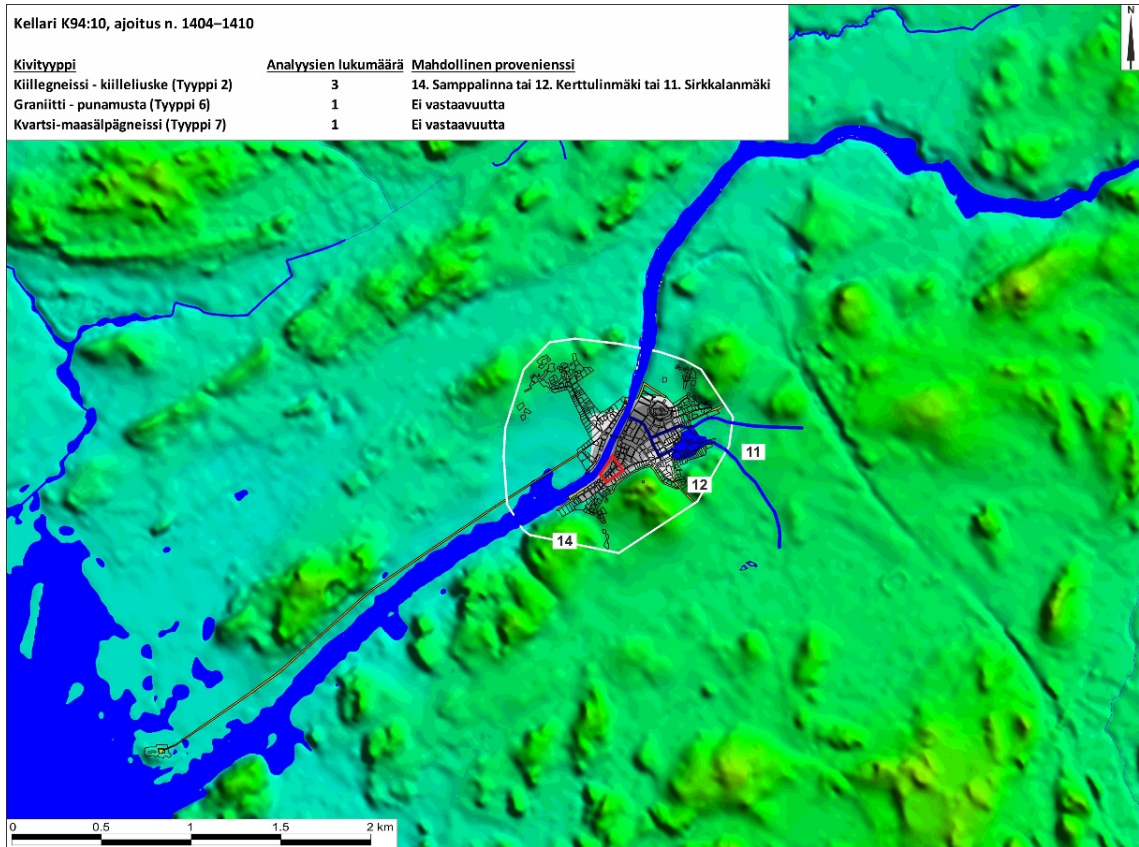 Kellari K94:10, ajoitus n. 1404–1410
N
Kivityyppi Analyysien lukumäärä Mahdollinen provenienssi
Kiillegneissi - kiilleliuske (Tyyppi 2) 3 14. Samppalinna tai 12. Kerttulinmäki tai 11. Sirkkalanmäki
Graniitti - punamusta (Tyyppi 6) 1 Ei vastaavuutta
Kvartsi-maasälpägneissi (Tyyppi 7) 1 Ei vastaavuutta
11
12
14
0 0.5 1 1.5 2 km